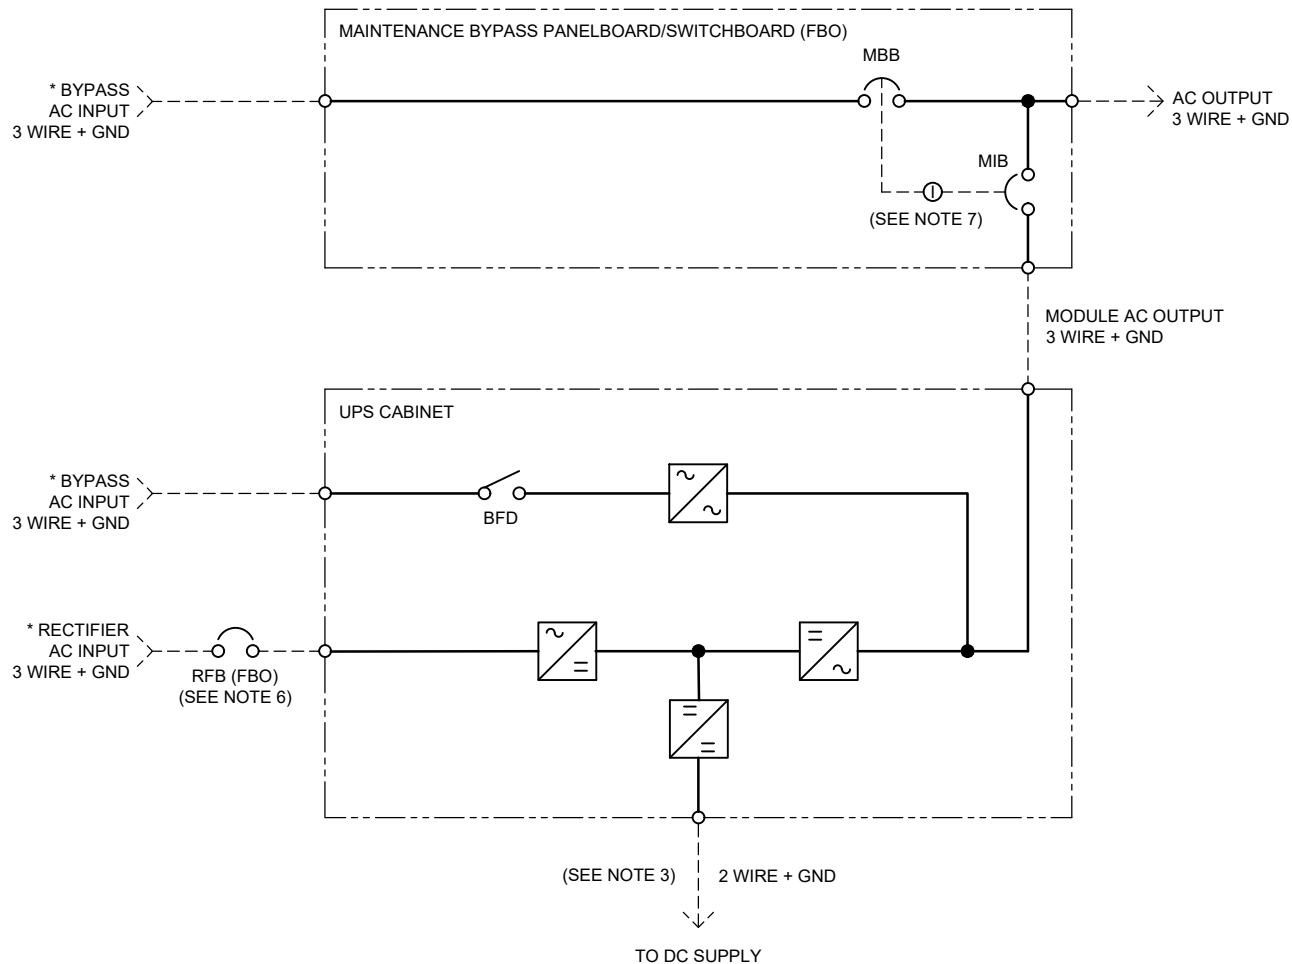 MAINTENANCE BYPASS PANELBOARD/SWITCHBOARD (FBO)
MBB
* BYPASS
AC INPUT
3 WIRE + GND
AC OUTPUT
3 WIRE + GND
MIB
(SEE NOTE 7)
MODULE AC OUTPUT
3 WIRE + GND
UPS CABINET
* BYPASS
AC INPUT
3 WIRE + GND
BFD
* RECTIFIER
AC INPUT
3 WIRE + GND
RFB (FBO)
(SEE NOTE 6)
(SEE NOTE 3)
2 WIRE + GND
TO DC SUPPLY